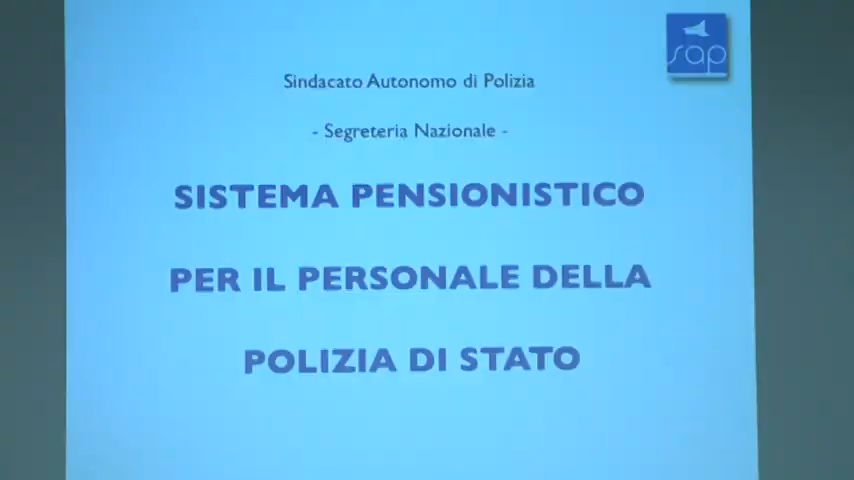 sap
Sindacato Autonomo di Polizia
- Segreteria Nazionale -
SISTEMA PENSIONISTICO
PER IL PERSONALE DELLA
POLIZIA DI STATO